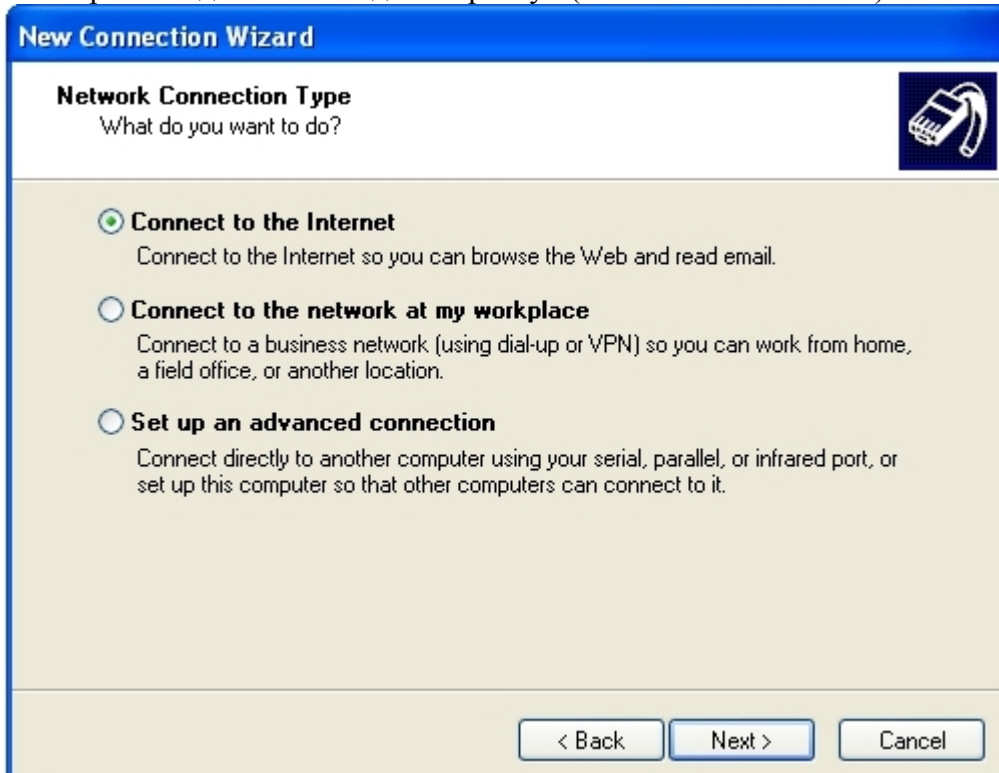 New Connection Wizard
Network Connection Type
What do you want to do?
Connect to the Internet
Connect to the Internet so you can browse the Web and read email.
Connect to the network at my workplace
Connect to a business network (using dial-up or VPN) so you can work from home,
a field office, or another location.
Set up an advanced connection
Connect directly to another computer using your serial, parallel, or infrared port, or
set up this computer so that other computers can connect to it.
< Back
Next >
Cancel